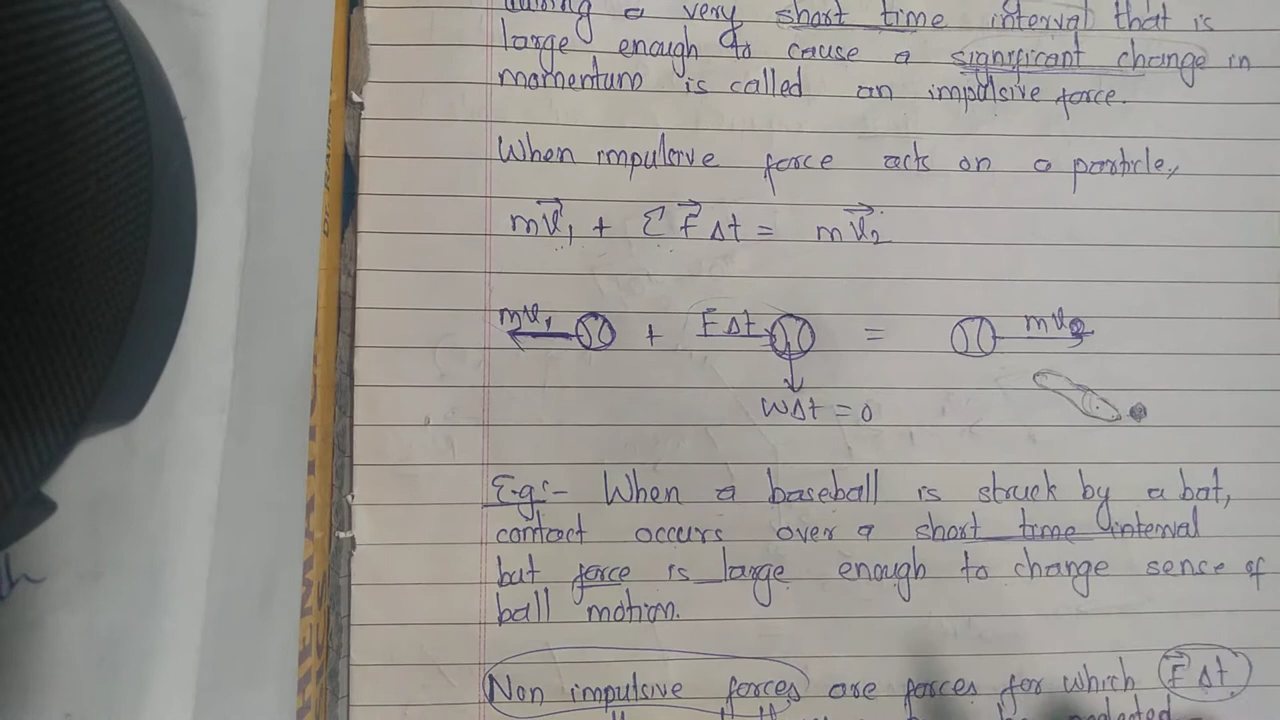 during a very short time interval that is
large enough to cause a significant change in
momentum is called an impulsive force.
When impulsive force acts on a particle,
mv⃗₁ + Σ F⃗ Δt = mv⃗₂
mv₁ + FΔt = mv₂
WΔt = 0
E.g:- When a baseball is struck by a bat,
contact occurs over a short time interval
but force is large enough to change sense of
ball motion.
Non impulsive forces are forces for which F⃗ Δt
neglected